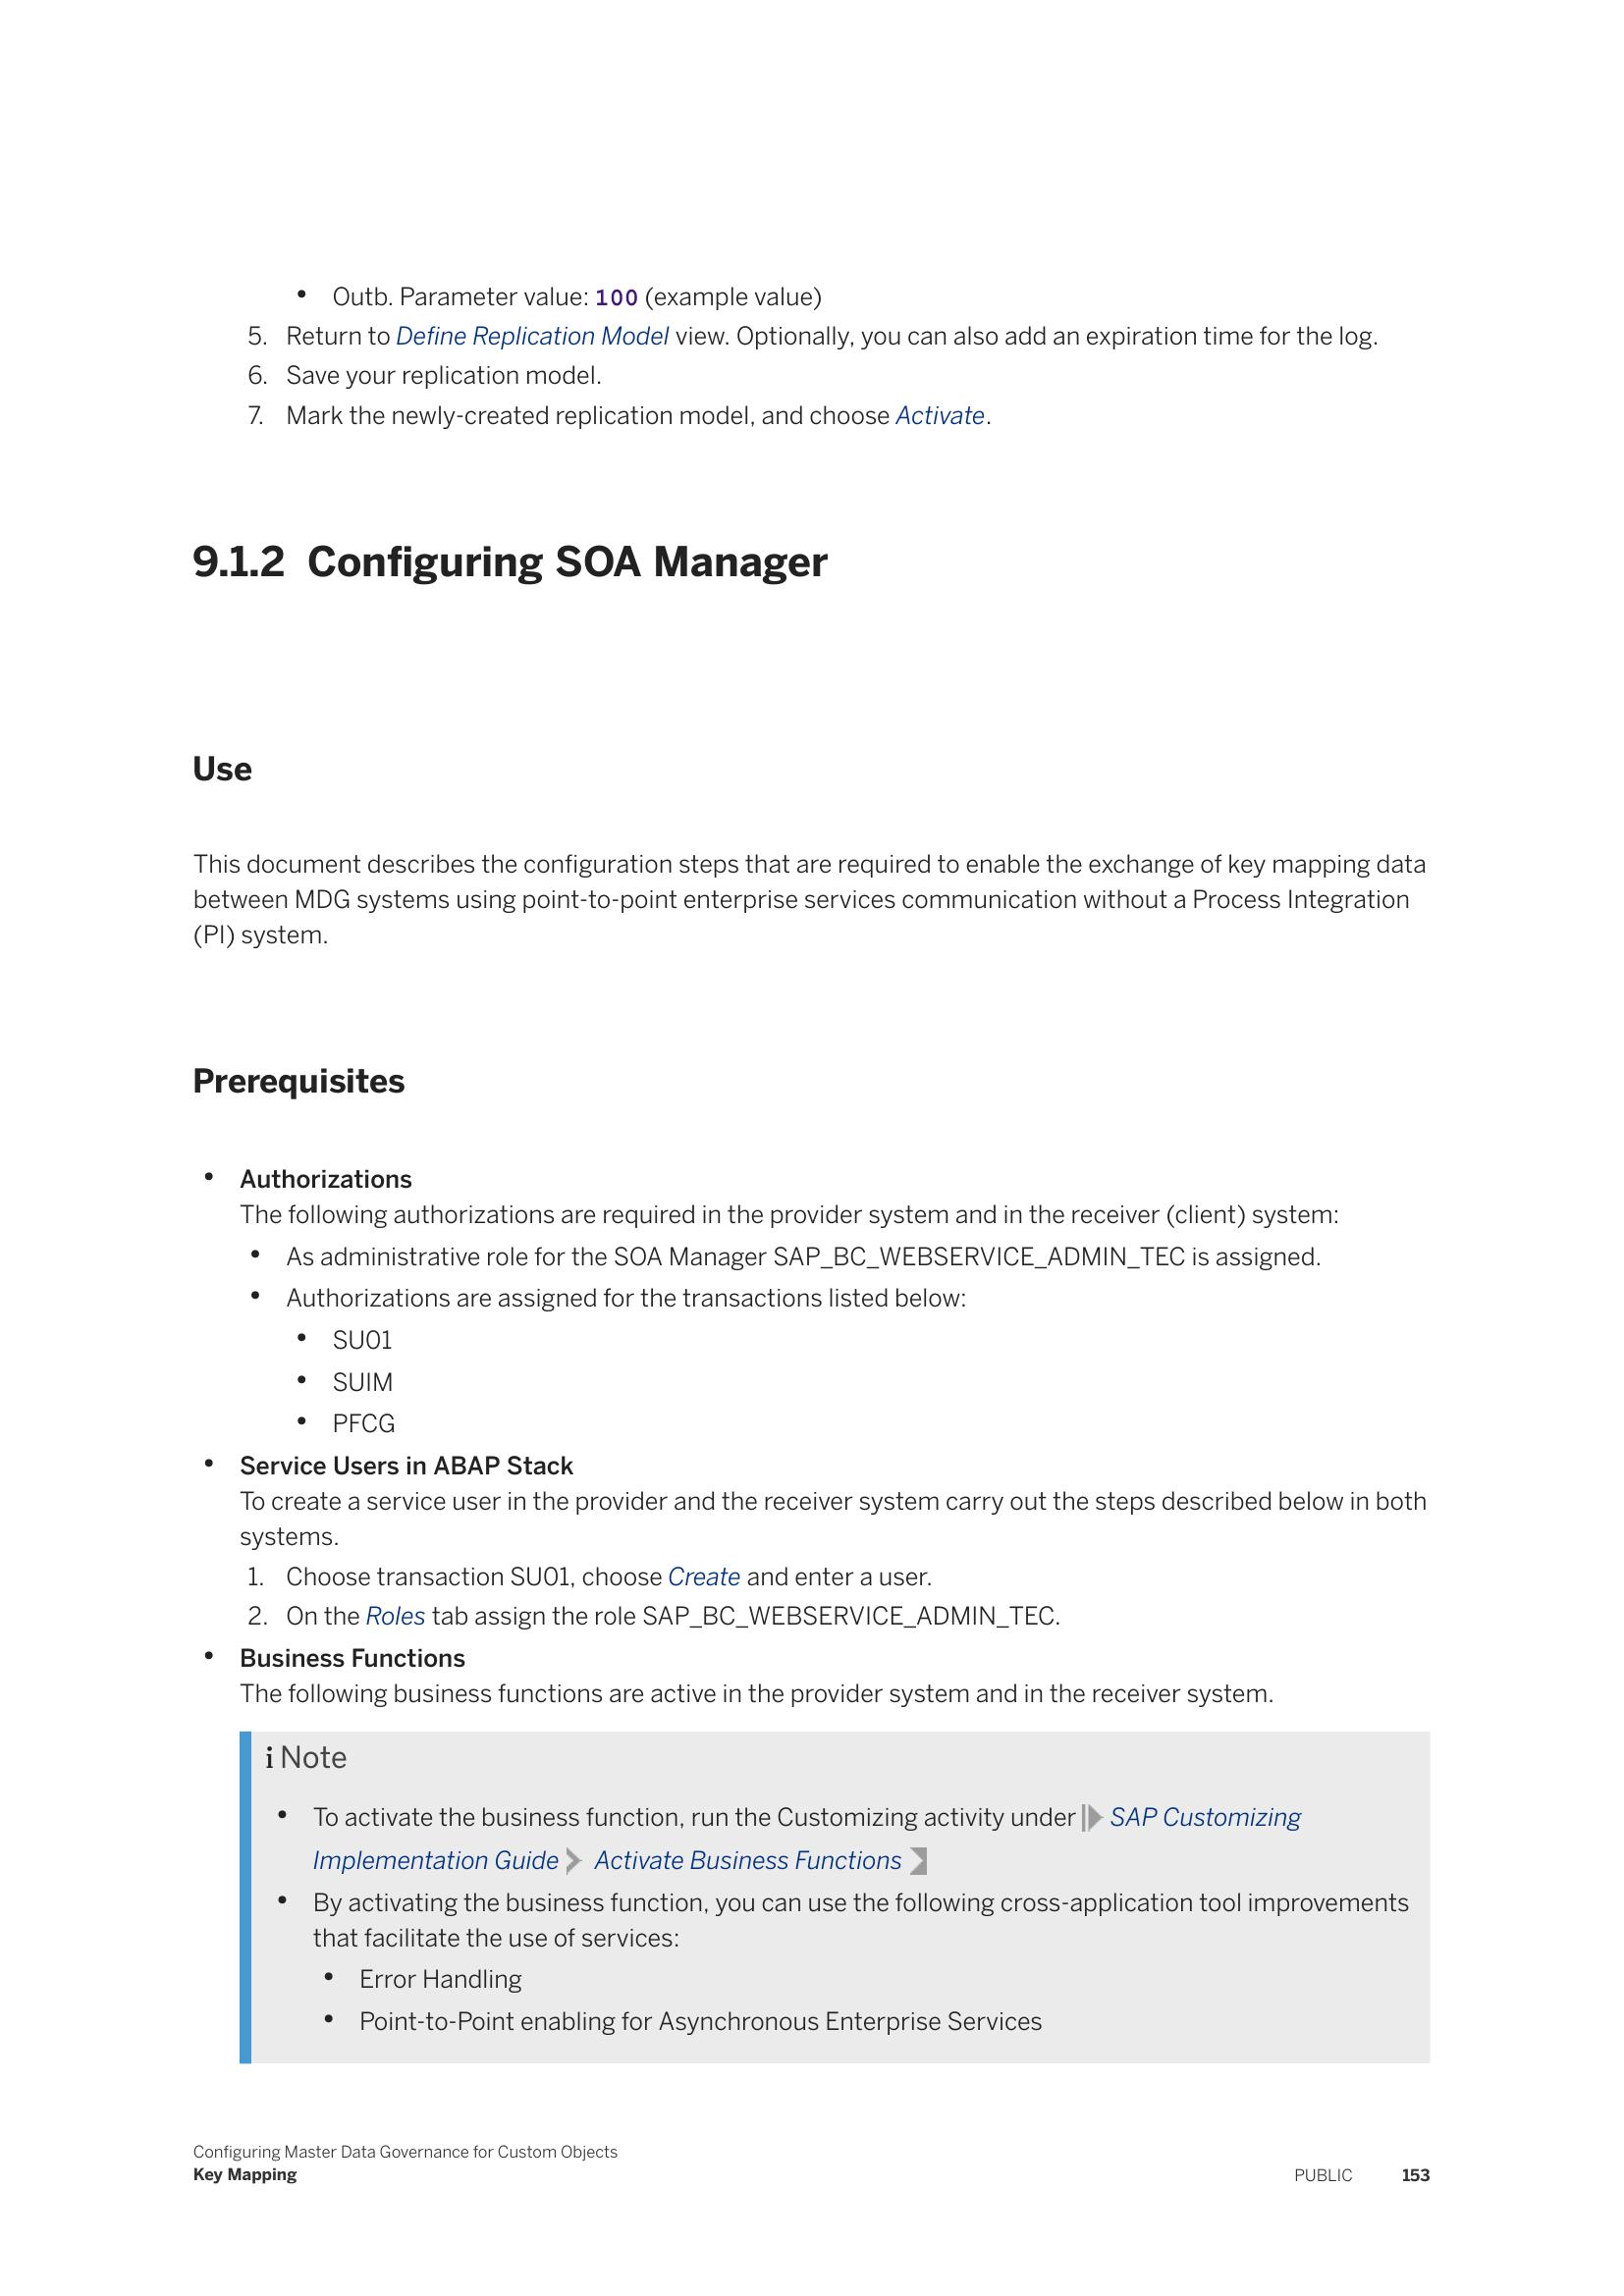 • Outb. Parameter value: 100 (example value)
5. Return to Define Replication Model view. Optionally, you can also add an expiration time for the log.
6. Save your replication model.
7. Mark the newly-created replication model, and choose Activate.
9.1.2 Configuring SOA Manager
Use
This document describes the configuration steps that are required to enable the exchange of key mapping data
between MDG systems using point-to-point enterprise services communication without a Process Integration
(PI) system.
Prerequisites
• Authorizations
The following authorizations are required in the provider system and in the receiver (client) system:
• As administrative role for the SOA Manager SAP_BC_WEBSERVICE_ADMIN_TEC is assigned.
• Authorizations are assigned for the transactions listed below:
• SU01
• SUIM
• PFCG
• Service Users in ABAP Stack
To create a service user in the provider and the receiver system carry out the steps described below in both
systems.
1. Choose transaction SU01, choose Create and enter a user.
2. On the Roles tab assign the role SAP_BC_WEBSERVICE_ADMIN_TEC.
• Business Functions
The following business functions are active in the provider system and in the receiver system.
i Note
• To activate the business function, run the Customizing activity under SAP Customizing
Implementation Guide Activate Business Functions
• By activating the business function, you can use the following cross-application tool improvements
that facilitate the use of services:
• Error Handling
• Point-to-Point enabling for Asynchronous Enterprise Services
Configuring Master Data Governance for Custom Objects
Key Mapping
PUBLIC 153